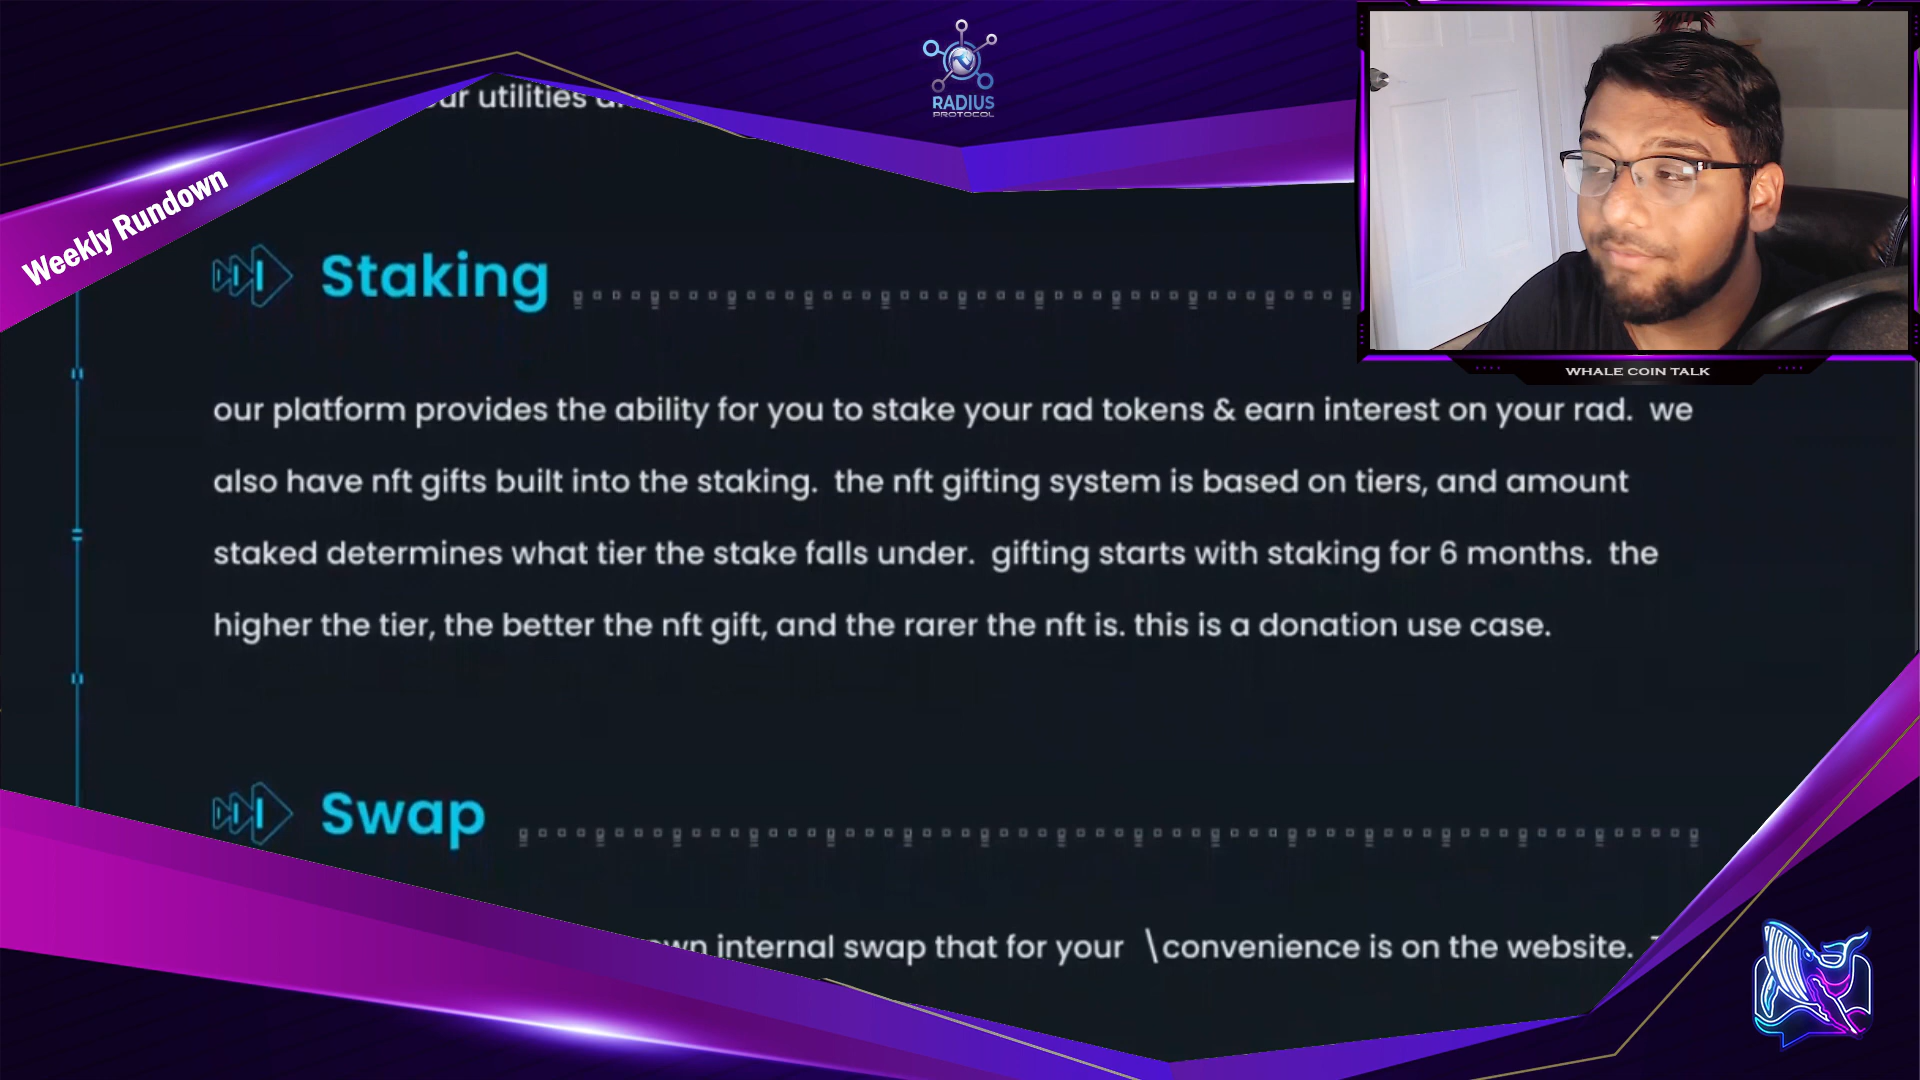 utilities
RADIUS
PROTOCOL
Weekly Rundown
Staking
WHALE COIN TALK
our platform provides the ability for you to stake your rad tokens & earn interest on your rad. we
also have nft gifts built into the staking. the nft gifting system is based on tiers, and amount
staked determines what tier the stake falls under. gifting starts with staking for 6 months. the
higher the tier, the better the nft gift, and the rarer the nft is. this is a donation use case.
Swap
internal swap that for your \convenience is on the website.